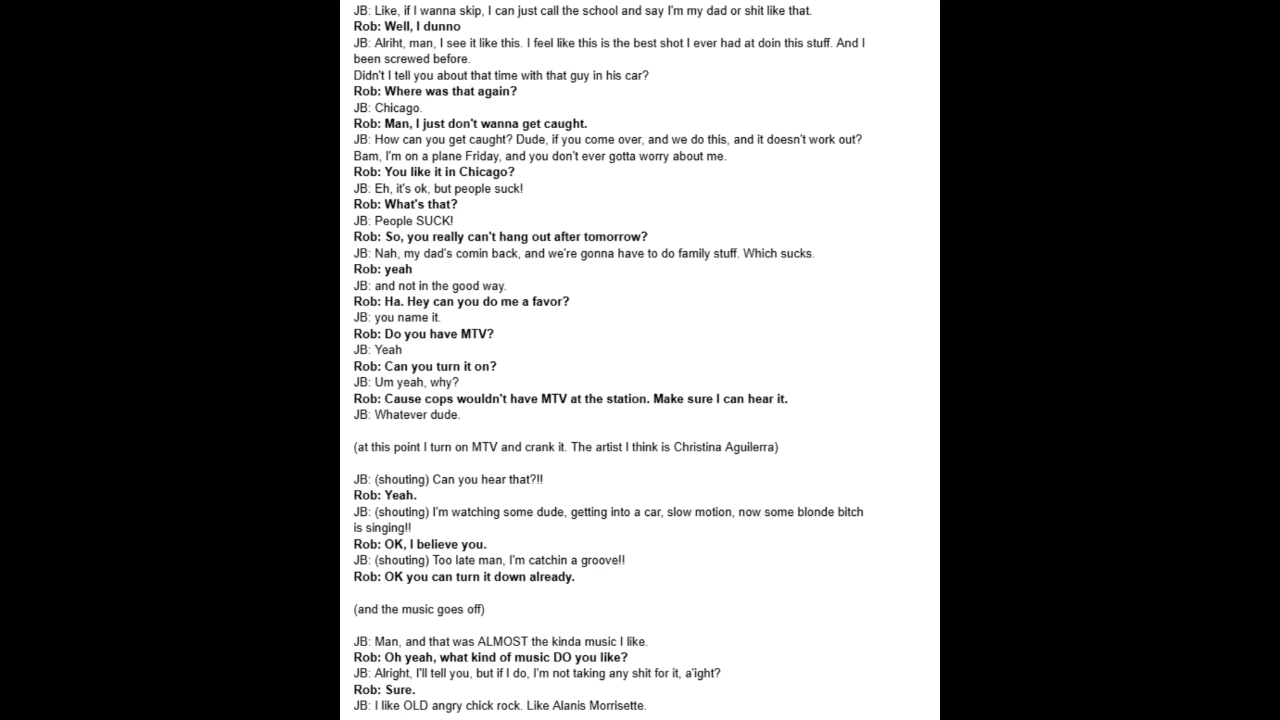 JB: Like, if I wanna skip, I can just call the school and say I'm my dad or shit like that.
Rob: Well, I dunno
JB: Alriht, man, I see it like this. I feel like this is the best shot I ever had at doin this stuff. And I
been screwed before.
Didn't I tell you about that time with that guy in his car?
Rob: Where was that again?
JB: Chicago.
Rob: Man, I just don't wanna get caught.
JB: How can you get caught? Dude, if you come over, and we do this, and it doesn't work out?
Bam, I'm on a plane Friday, and you don't ever gotta worry about me.
Rob: You like it in Chicago?
JB: Eh, it's ok, but people suck!
Rob: What's that?
JB: People SUCK!
Rob: So, you really can't hang out after tomorrow?
JB: Nah, my dad's comin back, and we're gonna have to do family stuff. Which sucks.
Rob: yeah
JB: and not in the good way.
Rob: Ha. Hey can you do me a favor?
JB: you name it.
Rob: Do you have MTV?
JB: Yeah
Rob: Can you turn it on?
JB: Um yeah, why?
Rob: Cause cops wouldn't have MTV at the station. Make sure I can hear it.
JB: Whatever dude.
(at this point I turn on MTV and crank it. The artist I think is Christina Aguilerra)
JB: (shouting) Can you hear that?!!
Rob: Yeah.
JB: (shouting) I'm watching some dude, getting into a car, slow motion, now some blonde bitch
is singing!!
Rob: OK, I believe you.
JB: (shouting) Too late man, I'm catchin a groove!!
Rob: OK you can turn it down already.
(and the music goes off)
JB: Man, and that was ALMOST the kinda music I like.
Rob: Oh yeah, what kind of music DO you like?
JB: Alright, I'll tell you, but if I do, I'm not taking any shit for it, a'ight?
Rob: Sure.
JB: I like OLD angry chick rock. Like Alanis Morrisette.